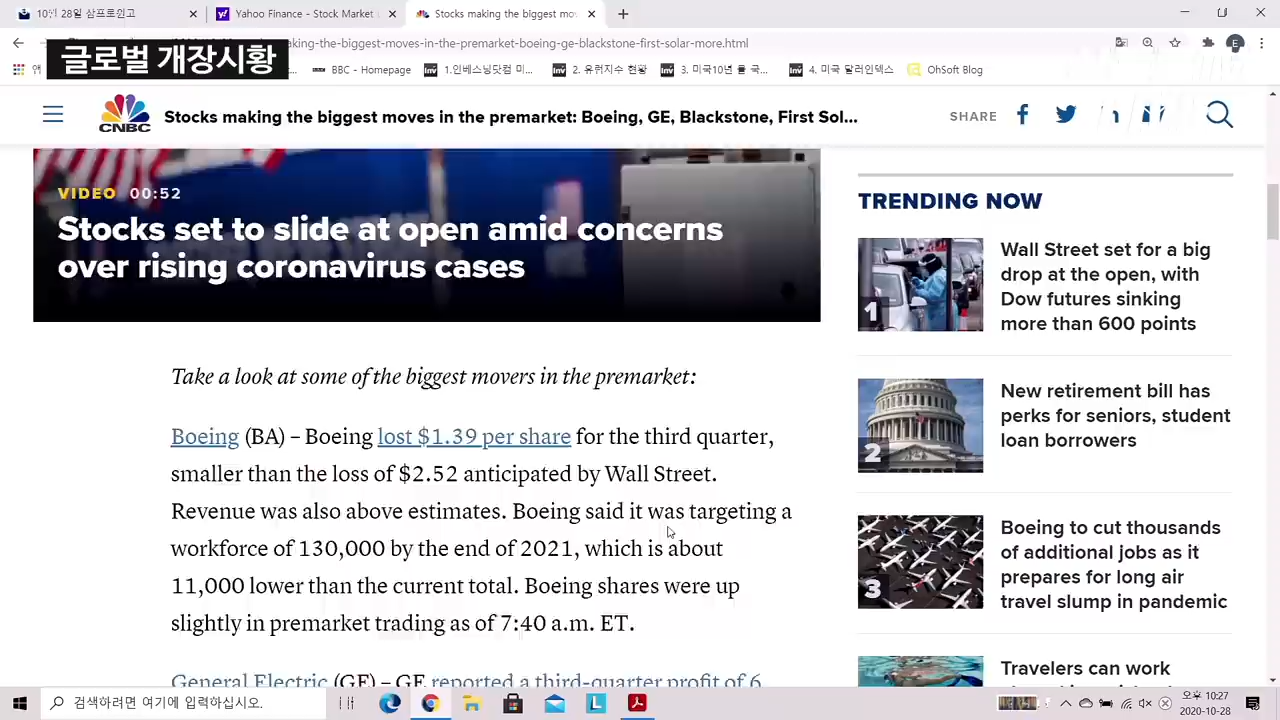 10월 28일 삼프로인고
Yahoo Finance - Stock Market L
Stocks making the biggest mov
aking-the-biggest-moves-in-the-premarket-boeing-ge-blackstone-first-solar-more.html
E
글로벌 개장시황
BBC - Homepage
1.인베스닝닷컴 미...
2. 유럽지수 현황
3. 미국10년 물 국...
4. 미국 달러인덱스
OhSoft Blog
CNBC
Stocks making the biggest moves in the premarket: Boeing, GE, Blackstone, First Sol...
SHARE
VIDEO 00:52
Stocks set to slide at open amid concerns
over rising coronavirus cases
Take a look at some of the biggest movers in the premarket:
Boeing (BA) – Boeing lost $1.39 per share for the third quarter,
smaller than the loss of $2.52 anticipated by Wall Street.
Revenue was also above estimates. Boeing said it was targeting a
workforce of 130,000 by the end of 2021, which is about
11,000 lower than the current total. Boeing shares were up
slightly in premarket trading as of 7:40 a.m. ET.
General Electric (GE) – GE reported a third-quarter profit of 6
TRENDING NOW
1
Wall Street set for a big
drop at the open, with
Dow futures sinking
more than 600 points
2
New retirement bill has
perks for seniors, student
loan borrowers
3
Boeing to cut thousands
of additional jobs as it
prepares for long air
travel slump in pandemic
Travelers can work
검색하려면 여기에 입력하십시오.
오후 10:27
2020-10-28